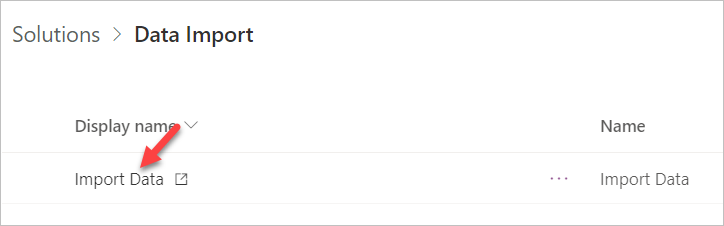 Solutions > Data Import
Display name Name
Import Data ... Import Data